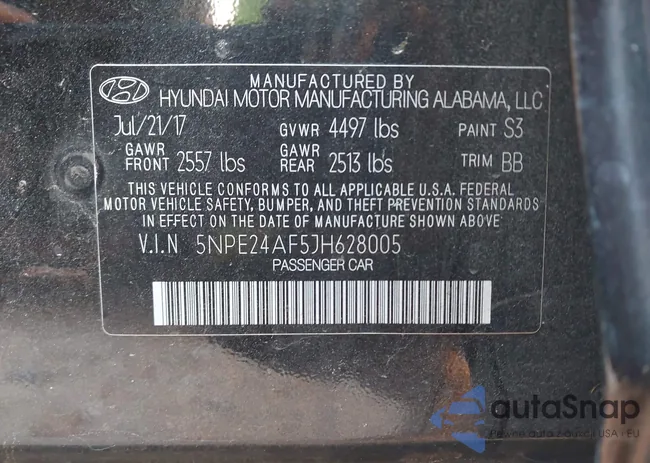 MANUFACTURED BY
HYUNDAI MOTOR MANUFACTURING ALABAMA, LLC
Jul/21/17 GVWR 4497 lbs PAINT S3
GAWR FRONT 2557 lbs GAWR REAR 2513 lbs TRIM BB
THIS VEHICLE CONFORMS TO ALL APPLICABLE U.S.A. FEDERAL
MOTOR VEHICLE SAFETY, BUMPER, AND THEFT PREVENTION STANDARDS
IN EFFECT ON THE DATE OF MANUFACTURE SHOWN ABOVE.
V.I.N 5NPE24AF5JH628005
PASSENGER CAR
autoSnap